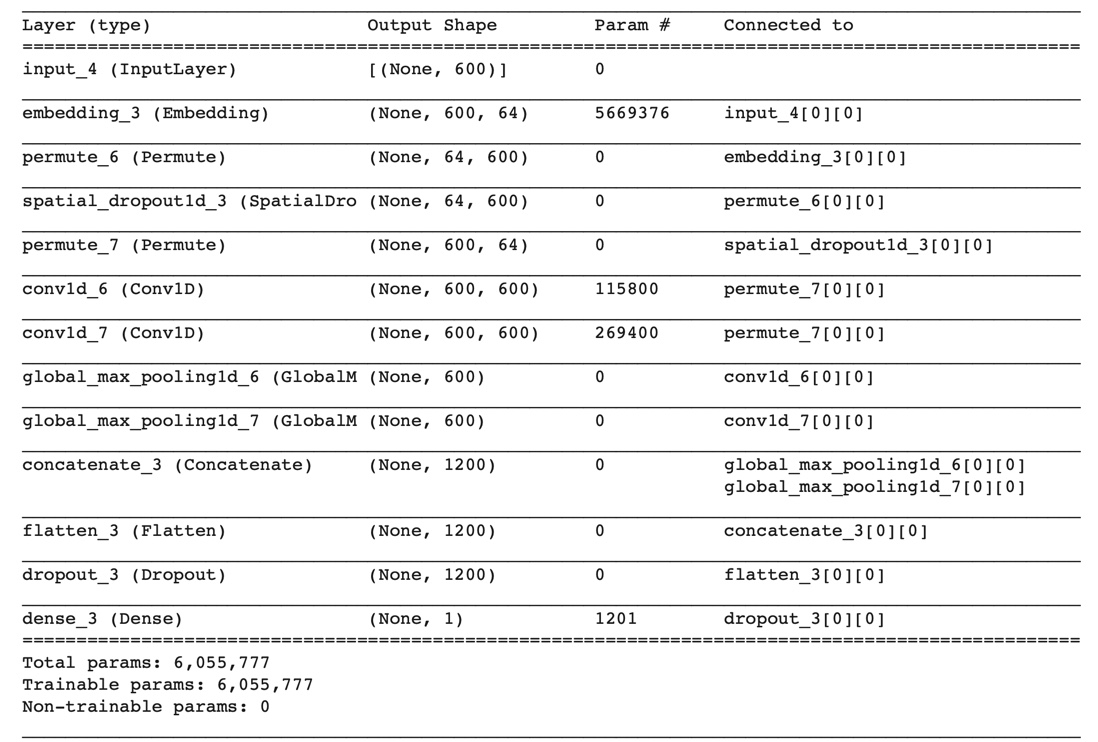 Layer (type) Output Shape Param # Connected to
==================================================================================================
input_4 (InputLayer) [(None, 600)] 0
embedding_3 (Embedding) (None, 600, 64) 5669376 input_4[0][0]
permute_6 (Permute) (None, 64, 600) 0 embedding_3[0][0]
spatial_dropout1d_3 (SpatialDro (None, 64, 600) 0 permute_6[0][0]
permute_7 (Permute) (None, 600, 64) 0 spatial_dropout1d_3[0][0]
conv1d_6 (Conv1D) (None, 600, 600) 115800 permute_7[0][0]
conv1d_7 (Conv1D) (None, 600, 600) 269400 permute_7[0][0]
global_max_pooling1d_6 (GlobalM (None, 600) 0 conv1d_6[0][0]
global_max_pooling1d_7 (GlobalM (None, 600) 0 conv1d_7[0][0]
concatenate_3 (Concatenate) (None, 1200) 0 global_max_pooling1d_6[0][0]
global_max_pooling1d_7[0][0]
flatten_3 (Flatten) (None, 1200) 0 concatenate_3[0][0]
dropout_3 (Dropout) (None, 1200) 0 flatten_3[0][0]
dense_3 (Dense) (None, 1) 1201 dropout_3[0][0]
==================================================================================================
Total params: 6,055,777
Trainable params: 6,055,777
Non-trainable params: 0